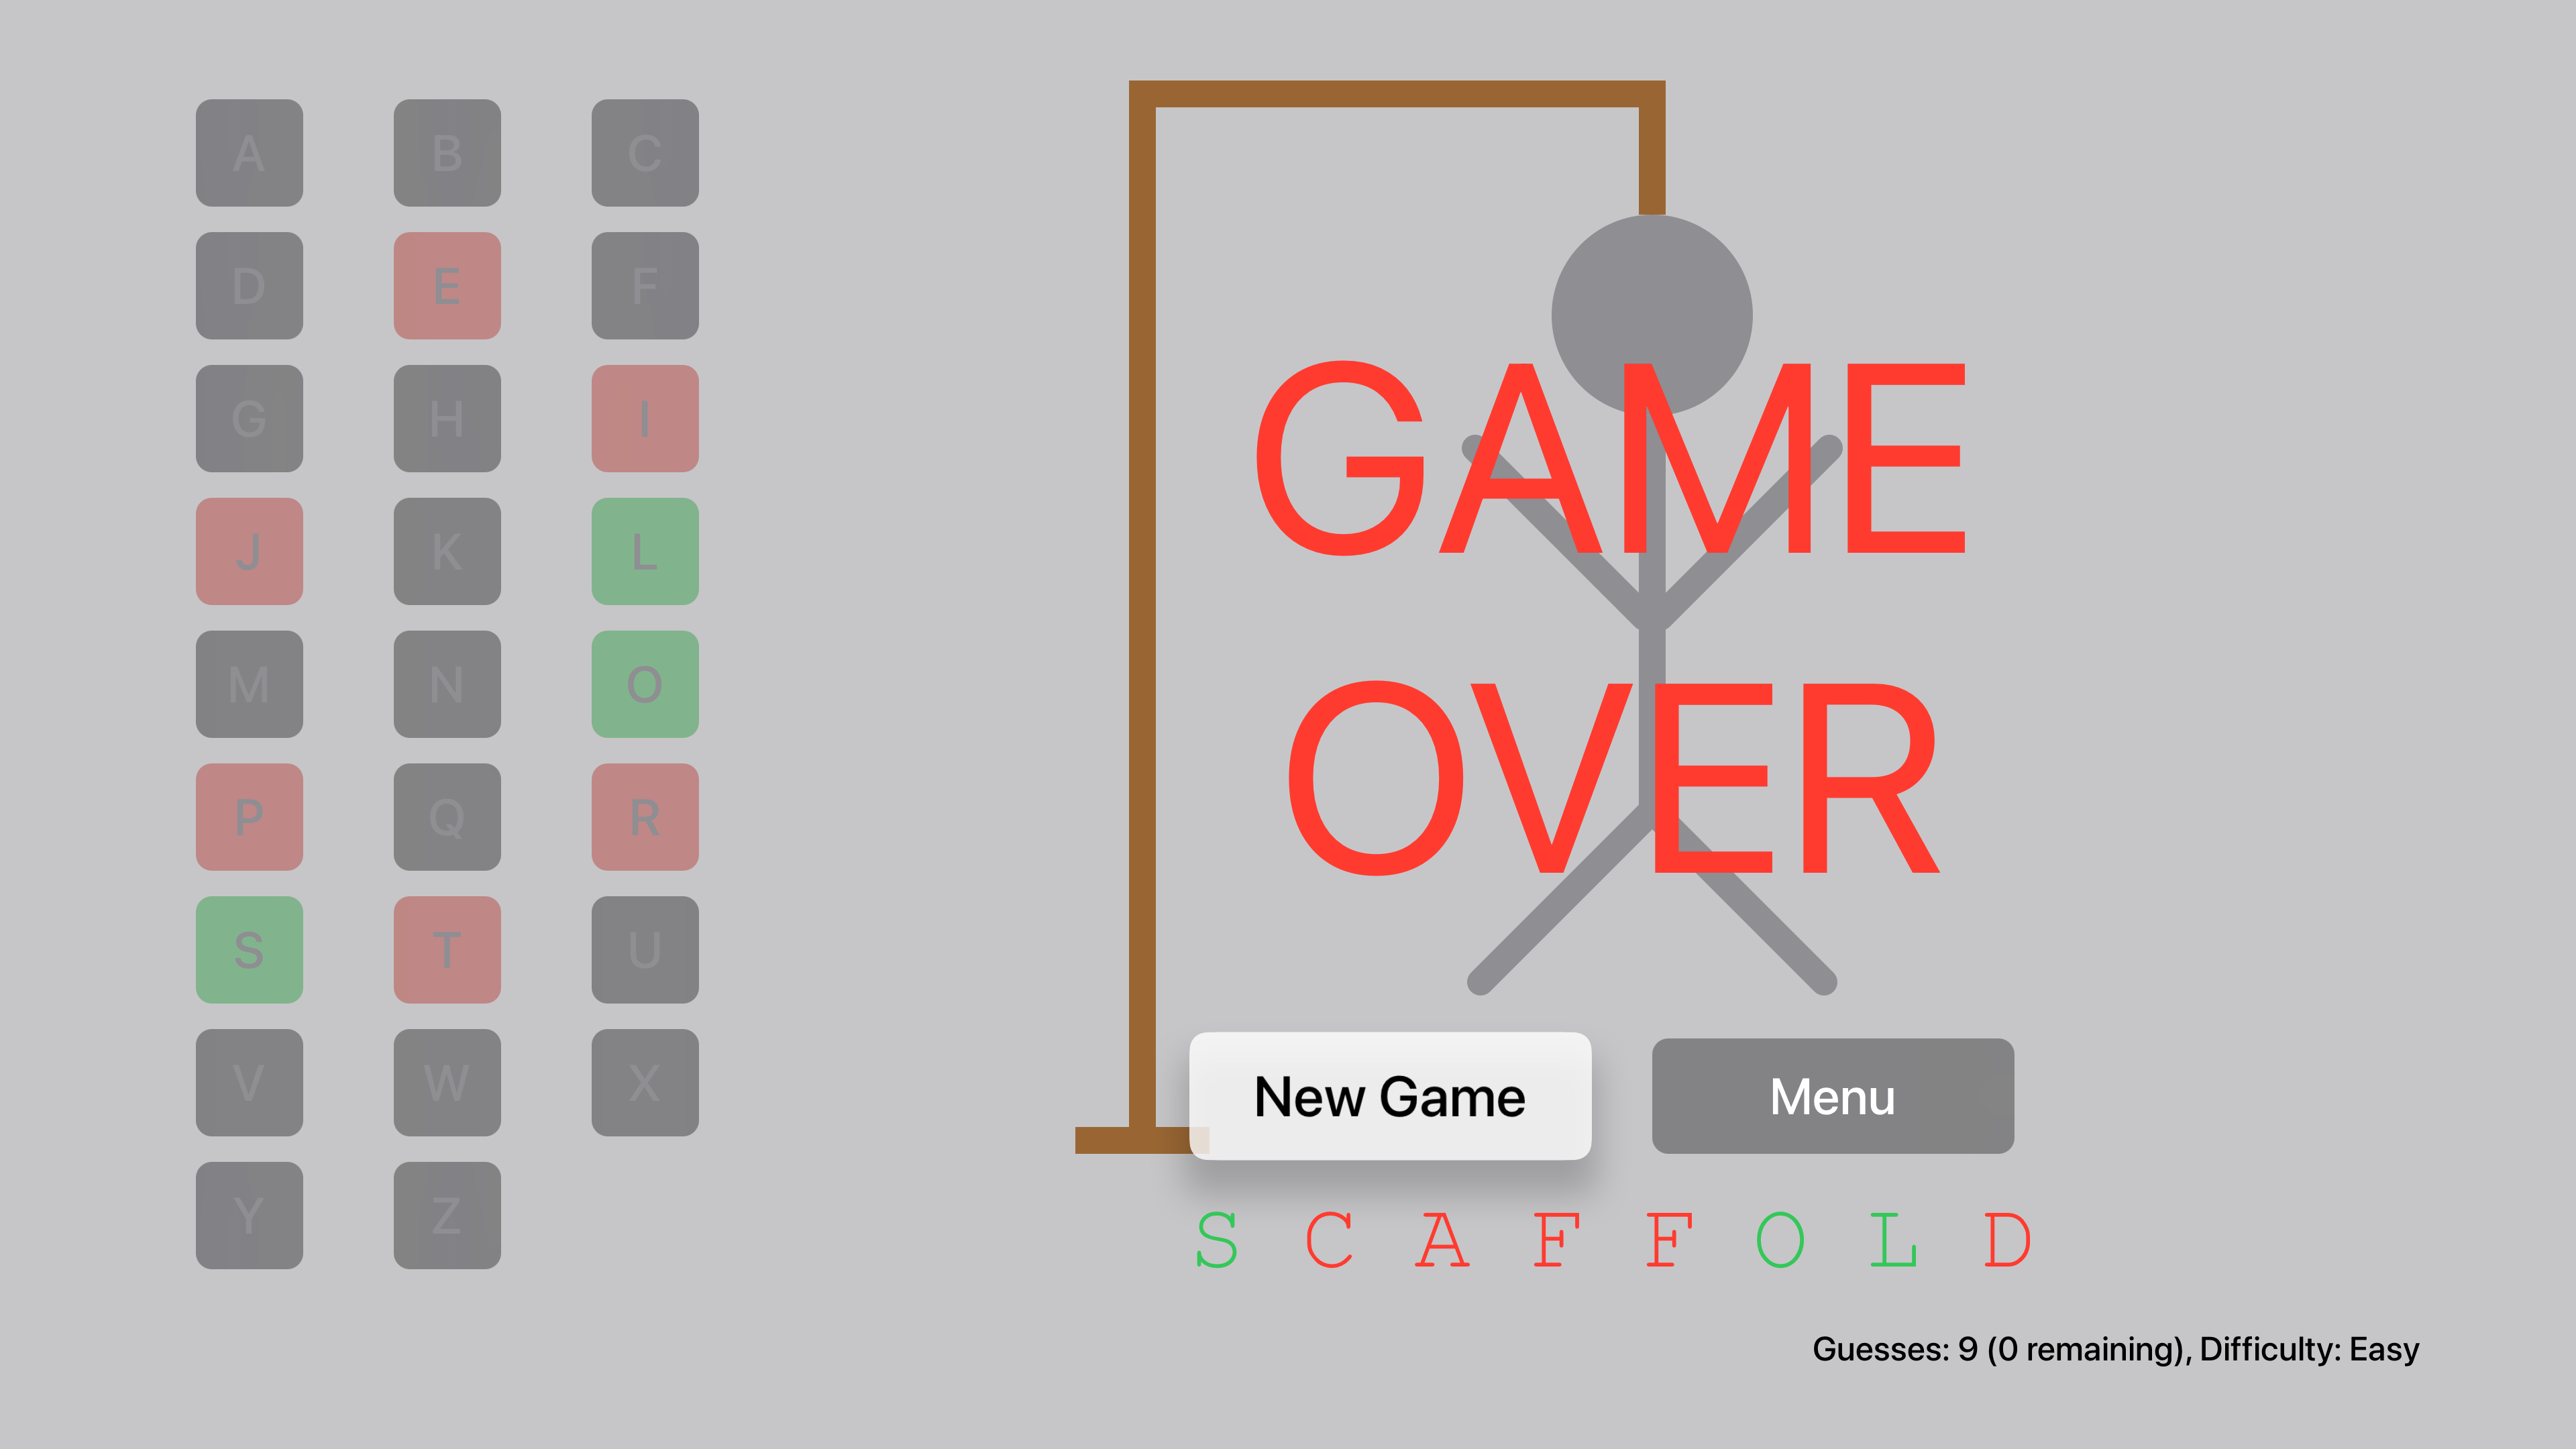 A B C
D E F
G H I
J K L
M N O
P Q R
S T U
V W X
Y Z
GAME
OVER
New Game Menu
S C A F F O L D
Guesses: 9 (0 remaining), Difficulty: Easy